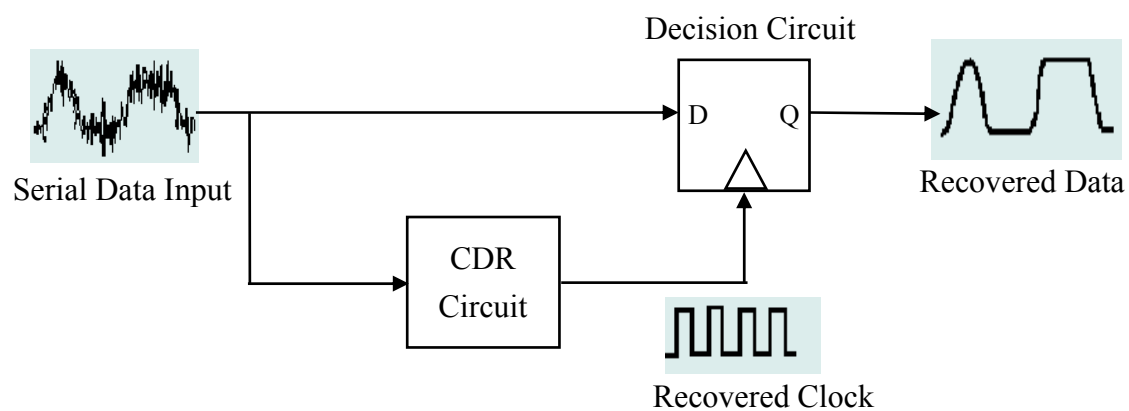 Decision Circuit
D
Q
Serial Data Input
Recovered Data
CDR
Circuit
Recovered Clock